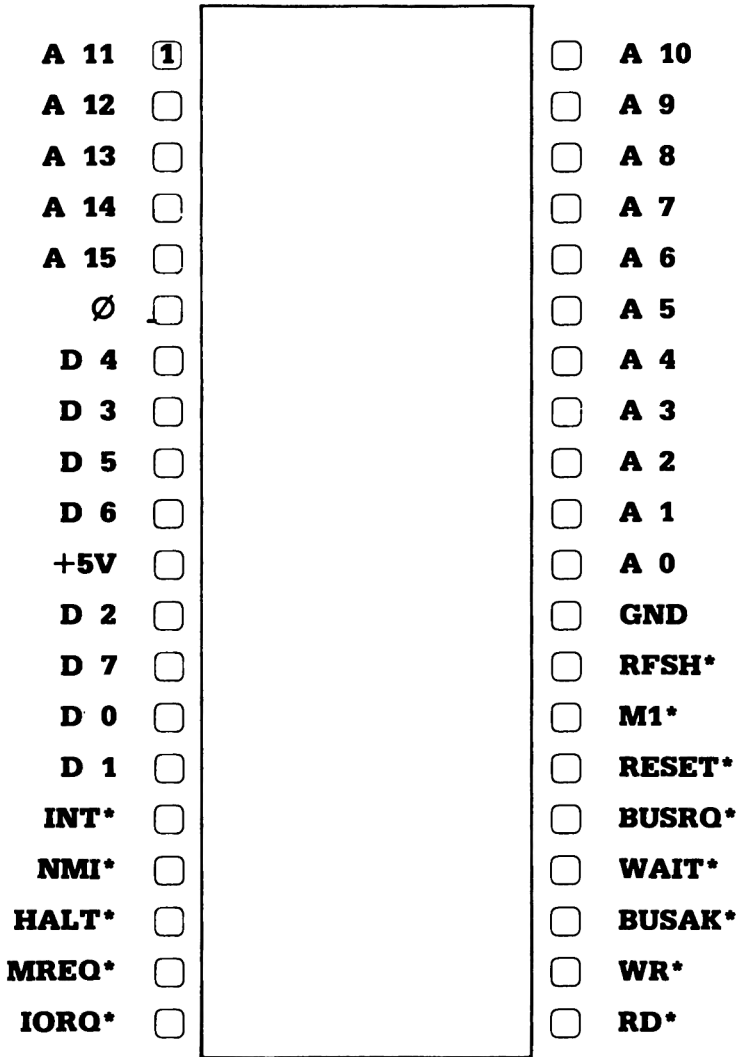 A 11 1 A 10
A 12 A 9
A 13 A 8
A 14 A 7
A 15 A 6
Ø A 5
D 4 A 4
D 3 A 3
D 5 A 2
D 6 A 1
+5V A 0
D 2 GND
D 7 RFSH*
D 0 M1*
D 1 RESET*
INT* BUSRQ*
NMI* WAIT*
HALT* BUSAK*
MREQ* WR*
IORQ* RD*